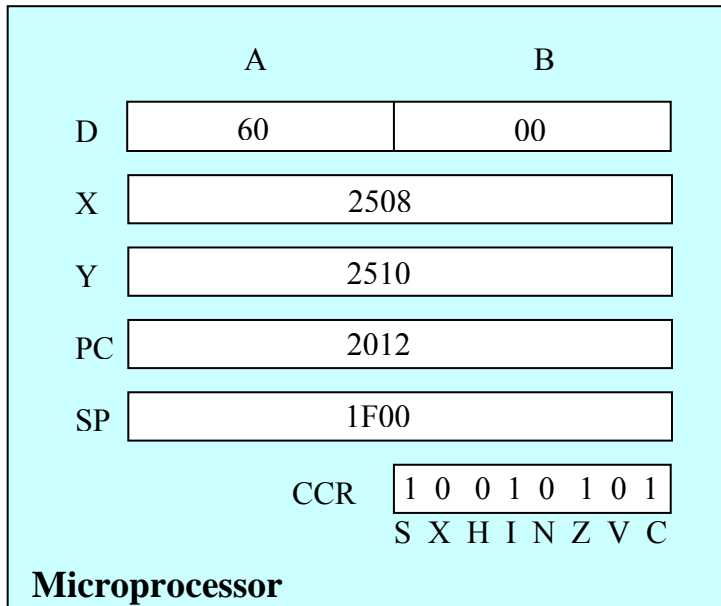 A B
D 60 00
X 2508
Y 2510
PC 2012
SP 1F00
CCR 1 0 0 1 0 1 0 1
S X H I N Z V C
Microprocessor